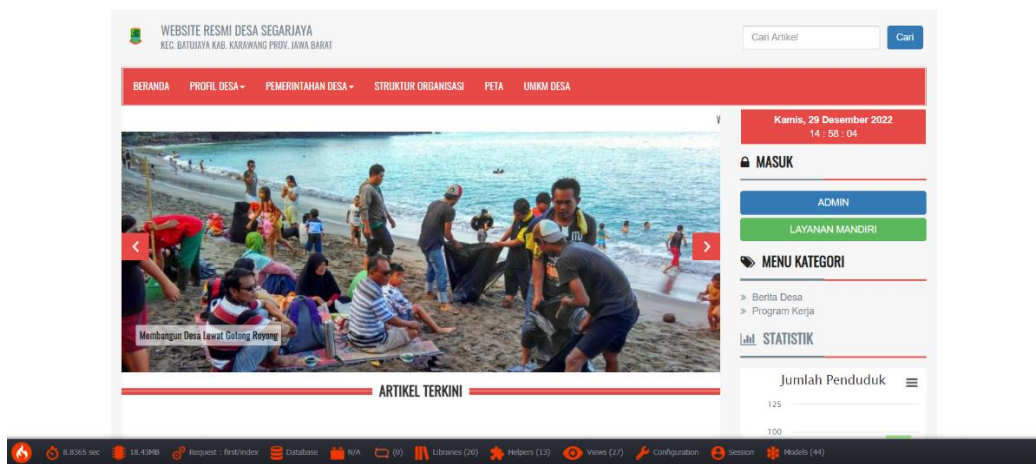 WEBSITE RESMI DESA SEGARJAYA
KEC. BATUJAYA KAB. KARAWANG PROV. JAWA BARAT
Cari Artikel
Cari
BERANDA PROFIL DESA PEMERINTAHAN DESA STRUKTUR ORGANISASI PETA UMKM DESA
Kamis, 29 Desember 2022
14 : 58 : 04
MASUK
ADMIN
LAYANAN MANDIRI
MENU KATEGORI
» Berita Desa
» Program Kerja
STATISTIK
Membangun Desa Lewat Gotong Royong
ARTIKEL TERKINI
Jumlah Penduduk
125
100
8.8365 sec 18.43MB Request : first/index Database N/A (0) Libraries (20) Helpers (13) Views (27) Configuration Session Models (44)